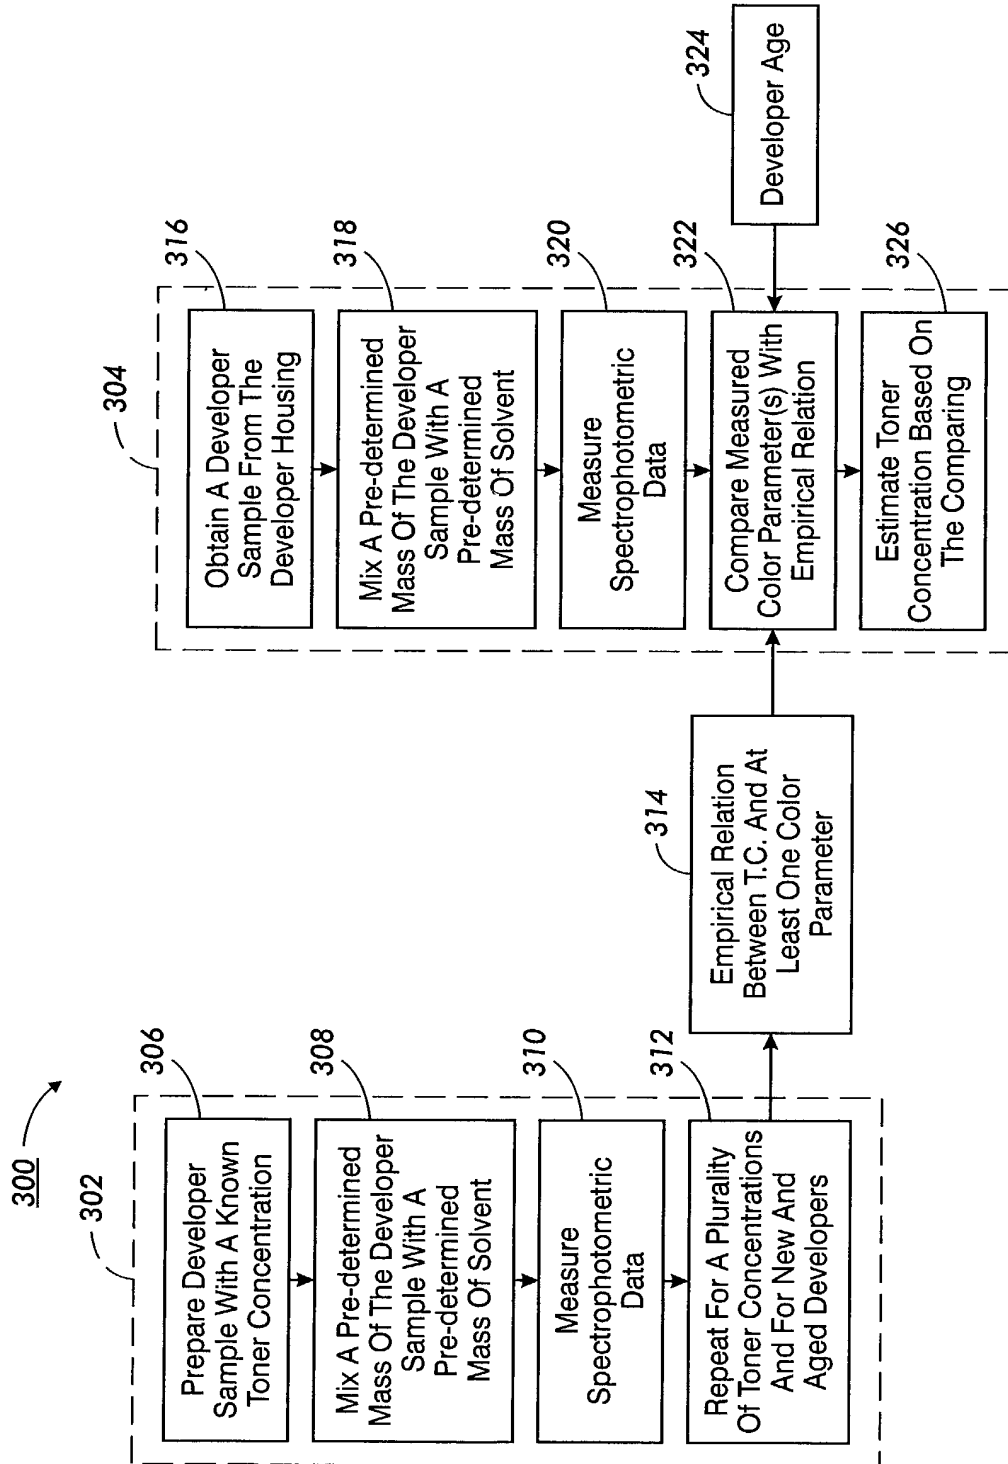 300
302
306
Prepare Developer
Sample With A Known
Toner Concentration
308
Mix A Pre-determined
Mass Of The Developer
Sample With A
Pre-determined
Mass Of Solvent
310
Measure
Spectrophotometric
Data
312
Repeat For A Plurality
Of Toner Concentrations
And For New And
Aged Developers
314
Empirical Relation
Between T.C. And At
Least One Color
Parameter
304
316
Obtain A Developer
Sample From The
Developer Housing
318
Mix A Pre-determined
Mass Of The Developer
Sample With A
Pre-determined
Mass Of Solvent
320
Measure
Spectrophotometric
Data
322
Compare Measured
Color Parameter(s) With
Empirical Relation
324
Developer Age
326
Estimate Toner
Concentration Based On
The Comparing